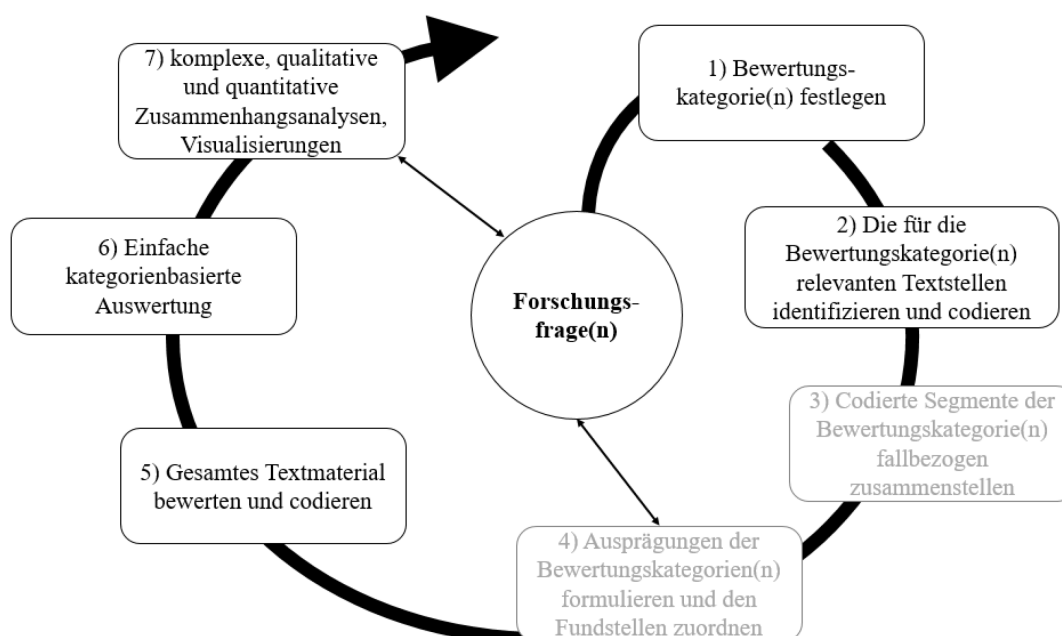 7) komplexe, qualitative
und quantitative
Zusammenhangsanalysen,
Visualisierungen
1) Bewertungs-
kategorie(n) festlegen
2) Die für die
Bewertungskategorie(n)
relevanten Textstellen
identifizieren und codieren
6) Einfache
kategorienbasierte
Auswertung
Forschungs-
frage(n)
3) Codierte Segmente der
Bewertungskategorie(n)
fallbezogen
zusammenstellen
5) Gesamtes Textmaterial
bewerten und codieren
4) Ausprägungen der
Bewertungskategorien(n)
formulieren und den
Fundstellen zuordnen